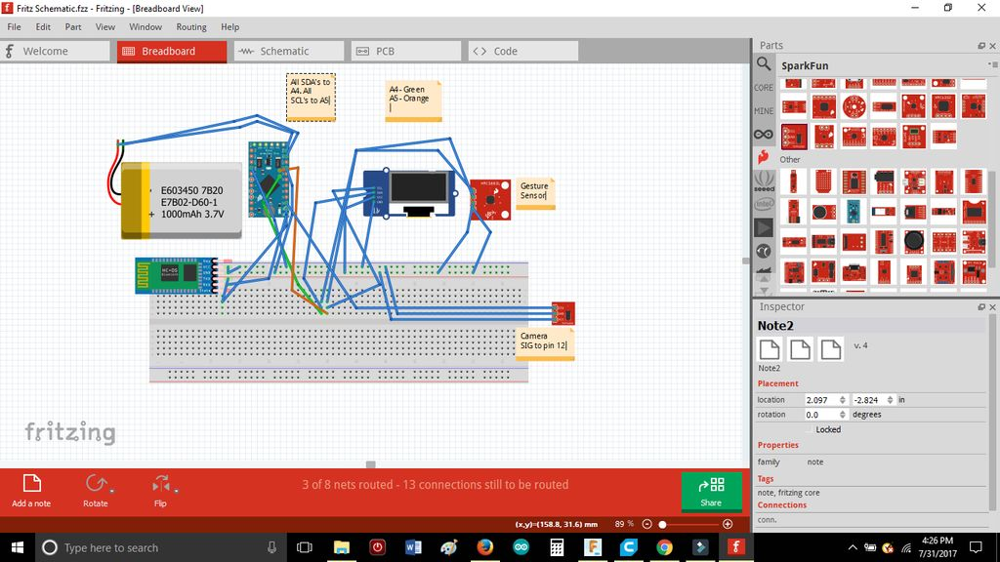 Fritz Schematic.fzz - Fritzing - [Breadboard View]
File Edit Part View Window Routing Help
Welcome
Breadboard
Schematic
PCB
Code
Parts
SparkFun
CORE
MINE
seeed
intel
Other
All SDA's to
A4. All
SCL's to A5
A4- Green
A5- Orange
E603450 7B20
E7B02-D60-1
+ 1000mAh 3.7V
Gesture
Sensor
HC-05
Camera
SIG to pin 12
fritzing
Inspector
Note2
v. 4
Note2
Placement
location 2.097 -2.824 in
rotation 0.0 degrees
Locked
Properties
family note
Tags
note, fritzing core
Connections
conn.
Add a note
Rotate
Flip
3 of 8 nets routed - 13 connections still to be routed
Share
(x,y)=(158.8, 31.6) mm 89 %
Type here to search
4:26 PM
7/31/2017